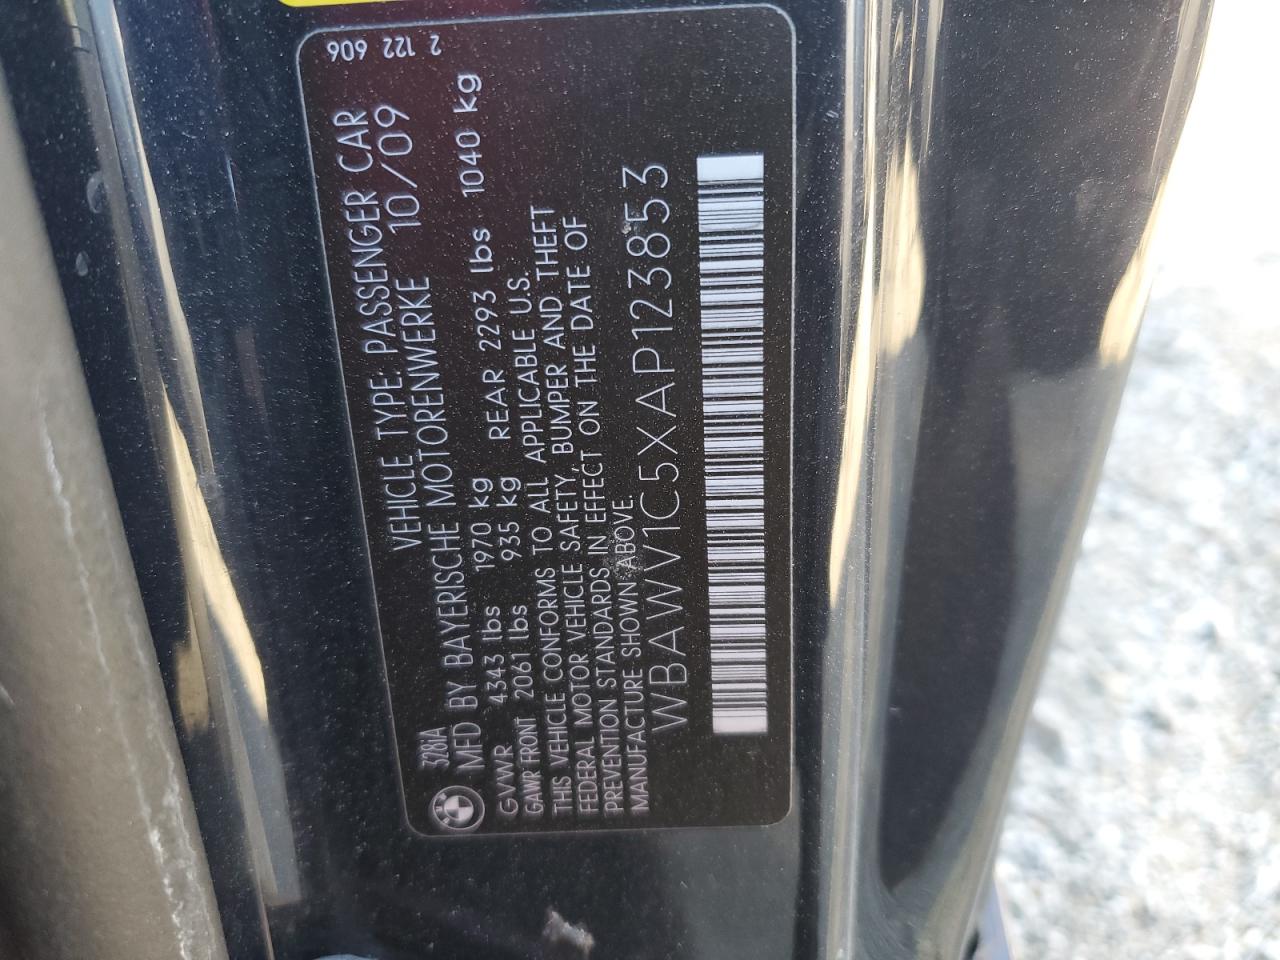 2 122 606
328iA VEHICLE TYPE: PASSENGER CAR
MFD BY BAYERISCHE MOTORENWERKE 10/09
GVWR 4343 lbs 1970 kg
GAWR FRONT 2061 lbs 935 kg, REAR 2293 lbs 1040 kg
THIS VEHICLE CONFORMS TO ALL APPLICABLE U.S.
FEDERAL MOTOR VEHICLE SAFETY, BUMPER AND THEFT
PREVENTION STANDARDS IN EFFECT ON THE DATE OF
MANUFACTURE SHOWN ABOVE.
WBAWV1C5XAP123853